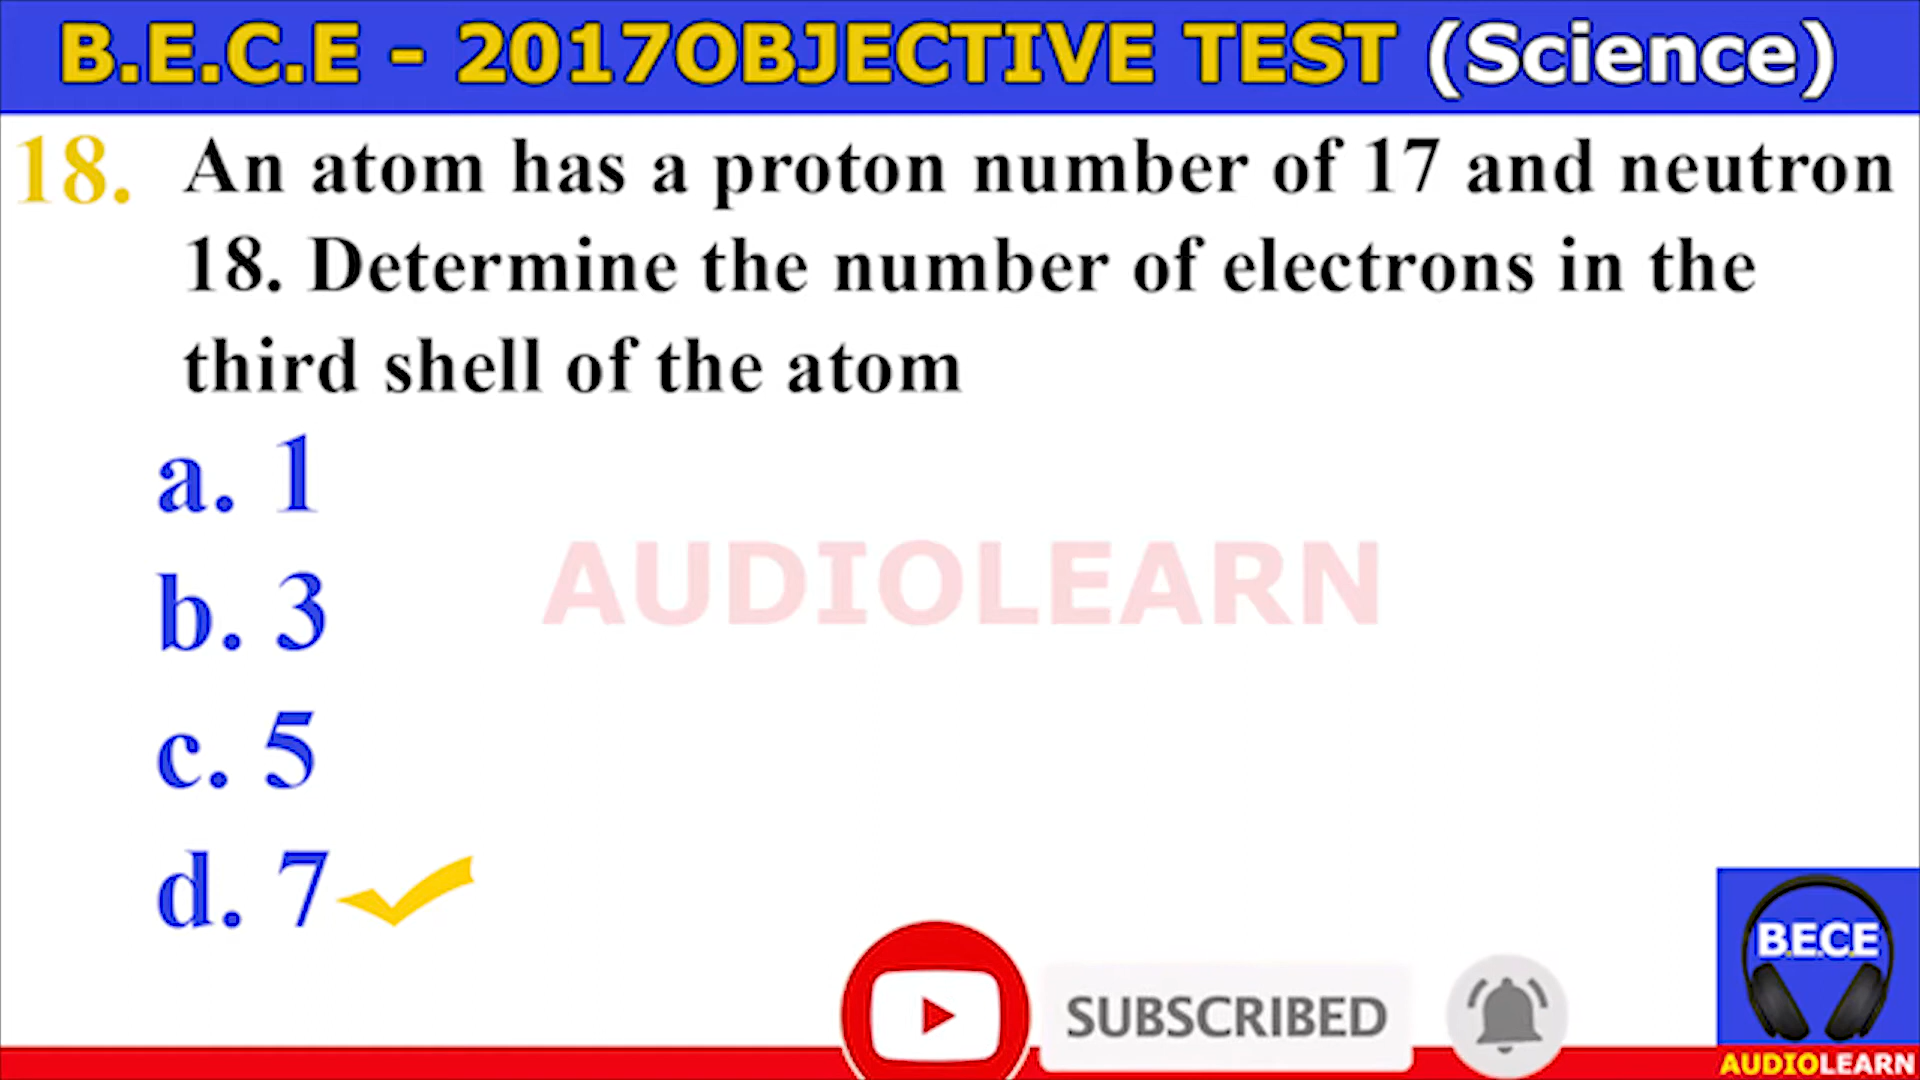 B.E.C.E - 2017OBJECTIVE TEST (Science)
18. An atom has a proton number of 17 and neutron
18. Determine the number of electrons in the
third shell of the atom
a. 1
b. 3
c. 5
d. 7
AUDIOLEARN
SUBSCRIBED
B.E.C.E
AUDIOLEARN